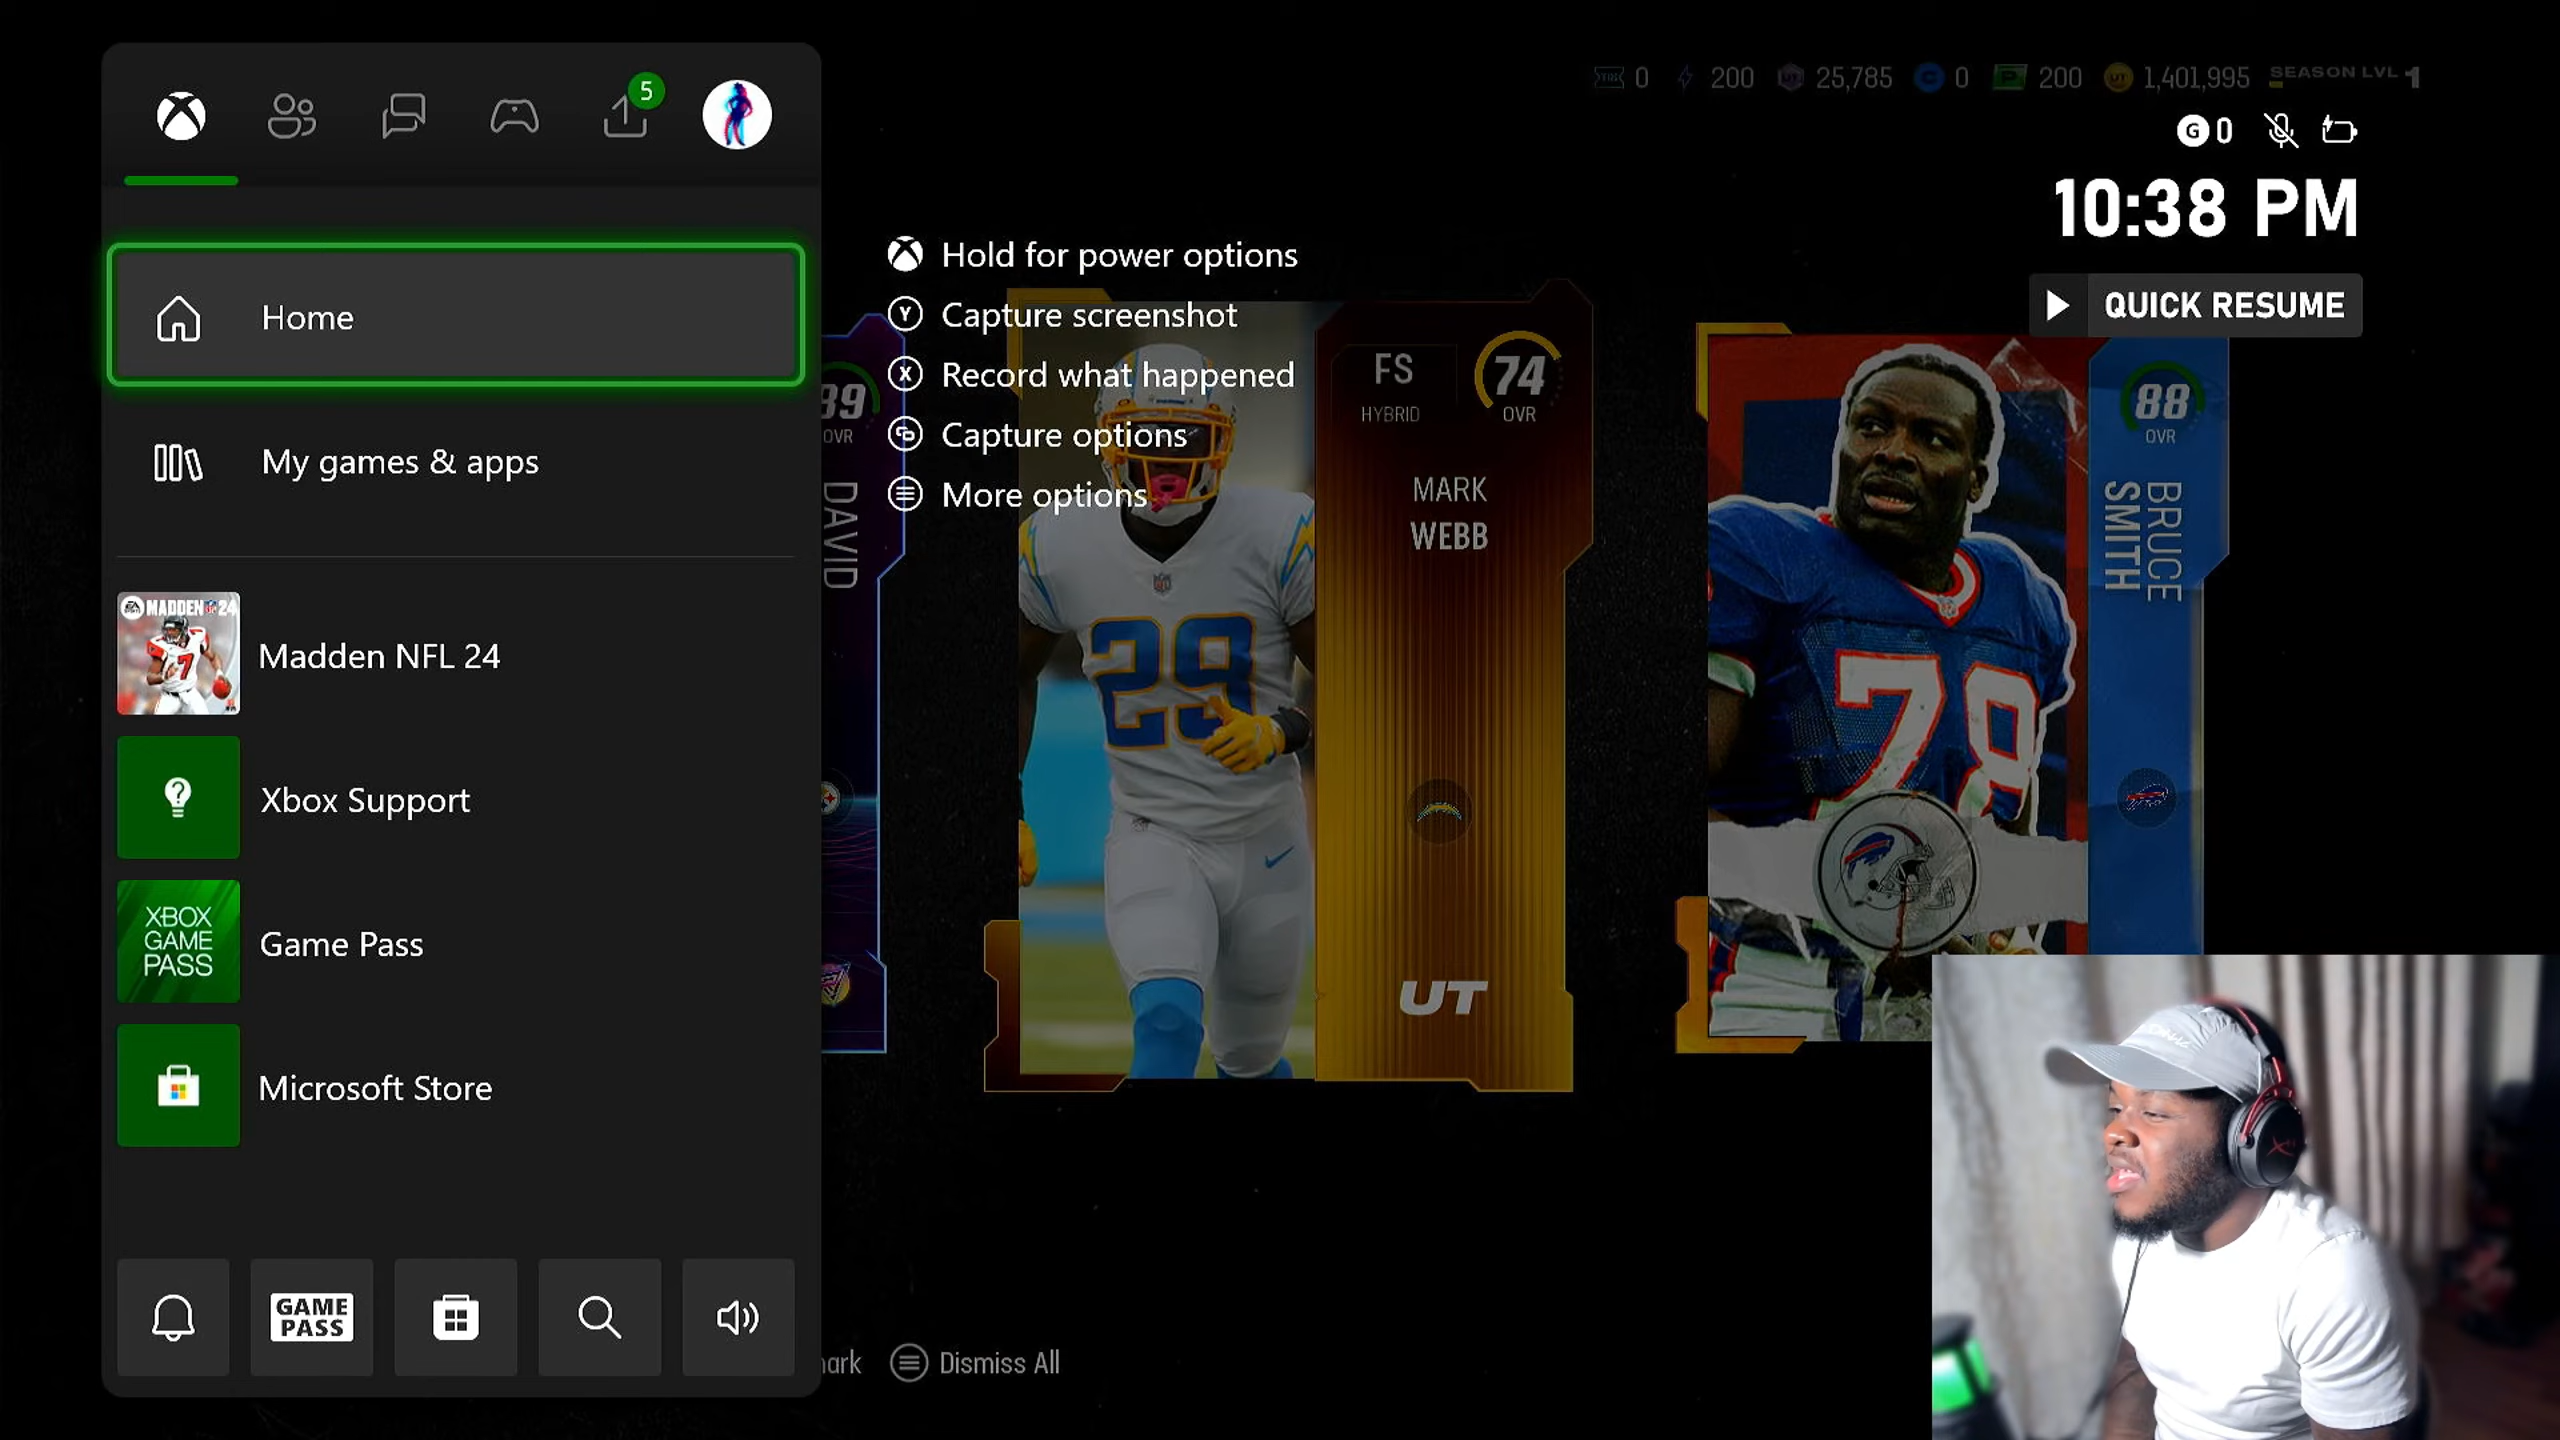 0 200 25,785 0 200 1,401,995 SEASON LVL 1
5
G 0
10:38 PM
QUICK RESUME
Home
My games & apps
MADDEN NFL 24
Madden NFL 24
Xbox Support
XBOX
GAME
PASS
Game Pass
Microsoft Store
GAME
PASS
Hold for power options
Y Capture screenshot
X Record what happened
Capture options
More options
89
OVR
DAVID
FS
HYBRID
74
OVR
MARK
WEBB
29
UT
88
OVR
BRUCE
SMITH
78
Dismiss All